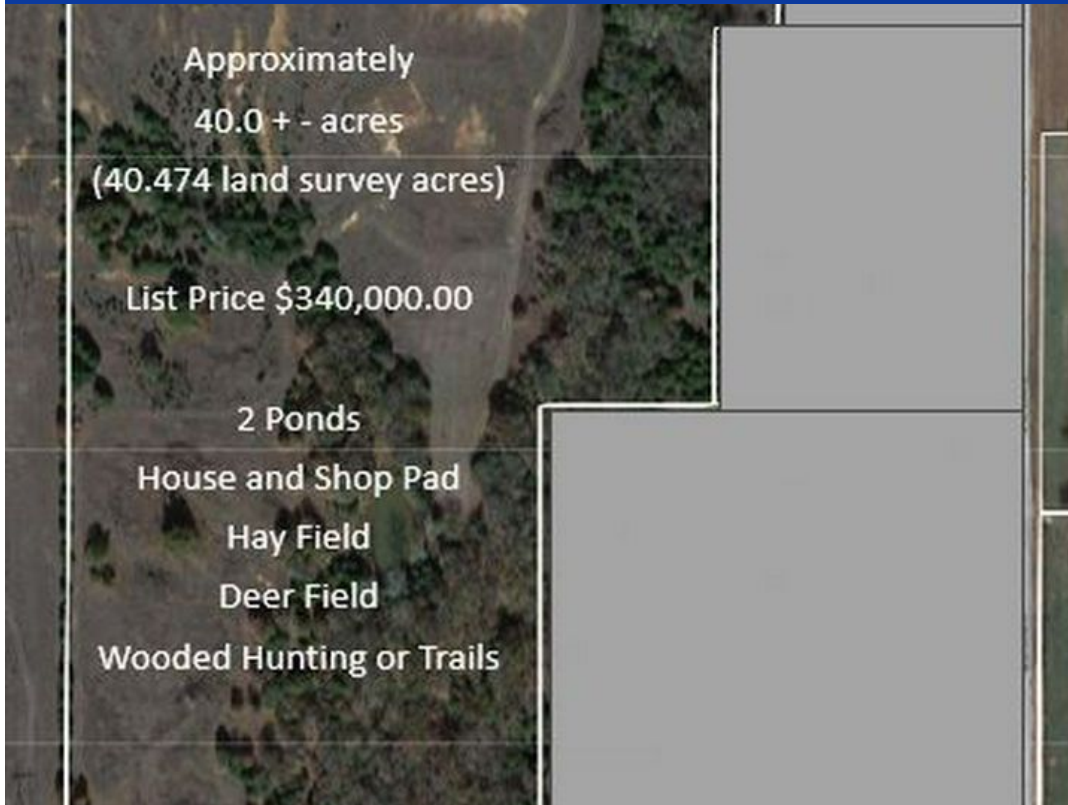 Approximately
40.0 + - acres
(40.474 land survey acres)
List Price $340,000.00
2 Ponds
House and Shop Pad
Hay Field
Deer Field
Wooded Hunting or Trails